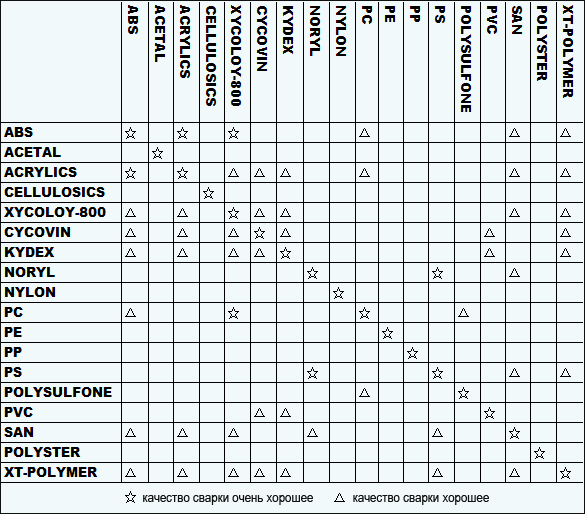 ABS
ACETAL
ACRYLICS
CELLULOSICS
XYCOLOY-800
CYCOVIN
KYDEX
NORYL
NYLON
PC
PE
PP
PS
POLYSULFONE
PVC
SAN
POLYSTER
XT-POLYMER
ABS
ACETAL
ACRYLICS
CELLULOSICS
XYCOLOY-800
CYCOVIN
KYDEX
NORYL
NYLON
PC
PE
PP
PS
POLYSULFONE
PVC
SAN
POLYSTER
XT-POLYMER
☆ качество сварки очень хорошее △ качество сварки хорошее